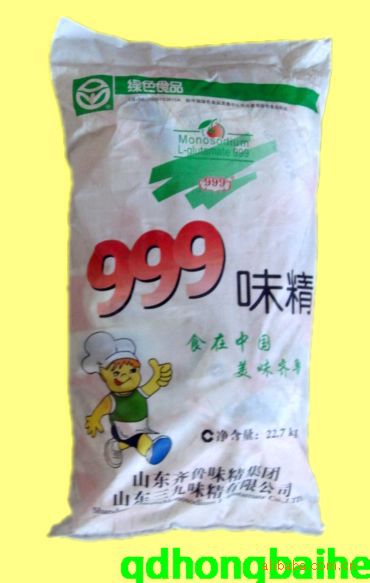 绿色食品
Monosodium
L-glutamate 999
999
999 味精
食在中国
美味齐鲁
净含量：22.7kg
山东齐鲁味精集团
山东三九味精有限公司
qdhongbaihe